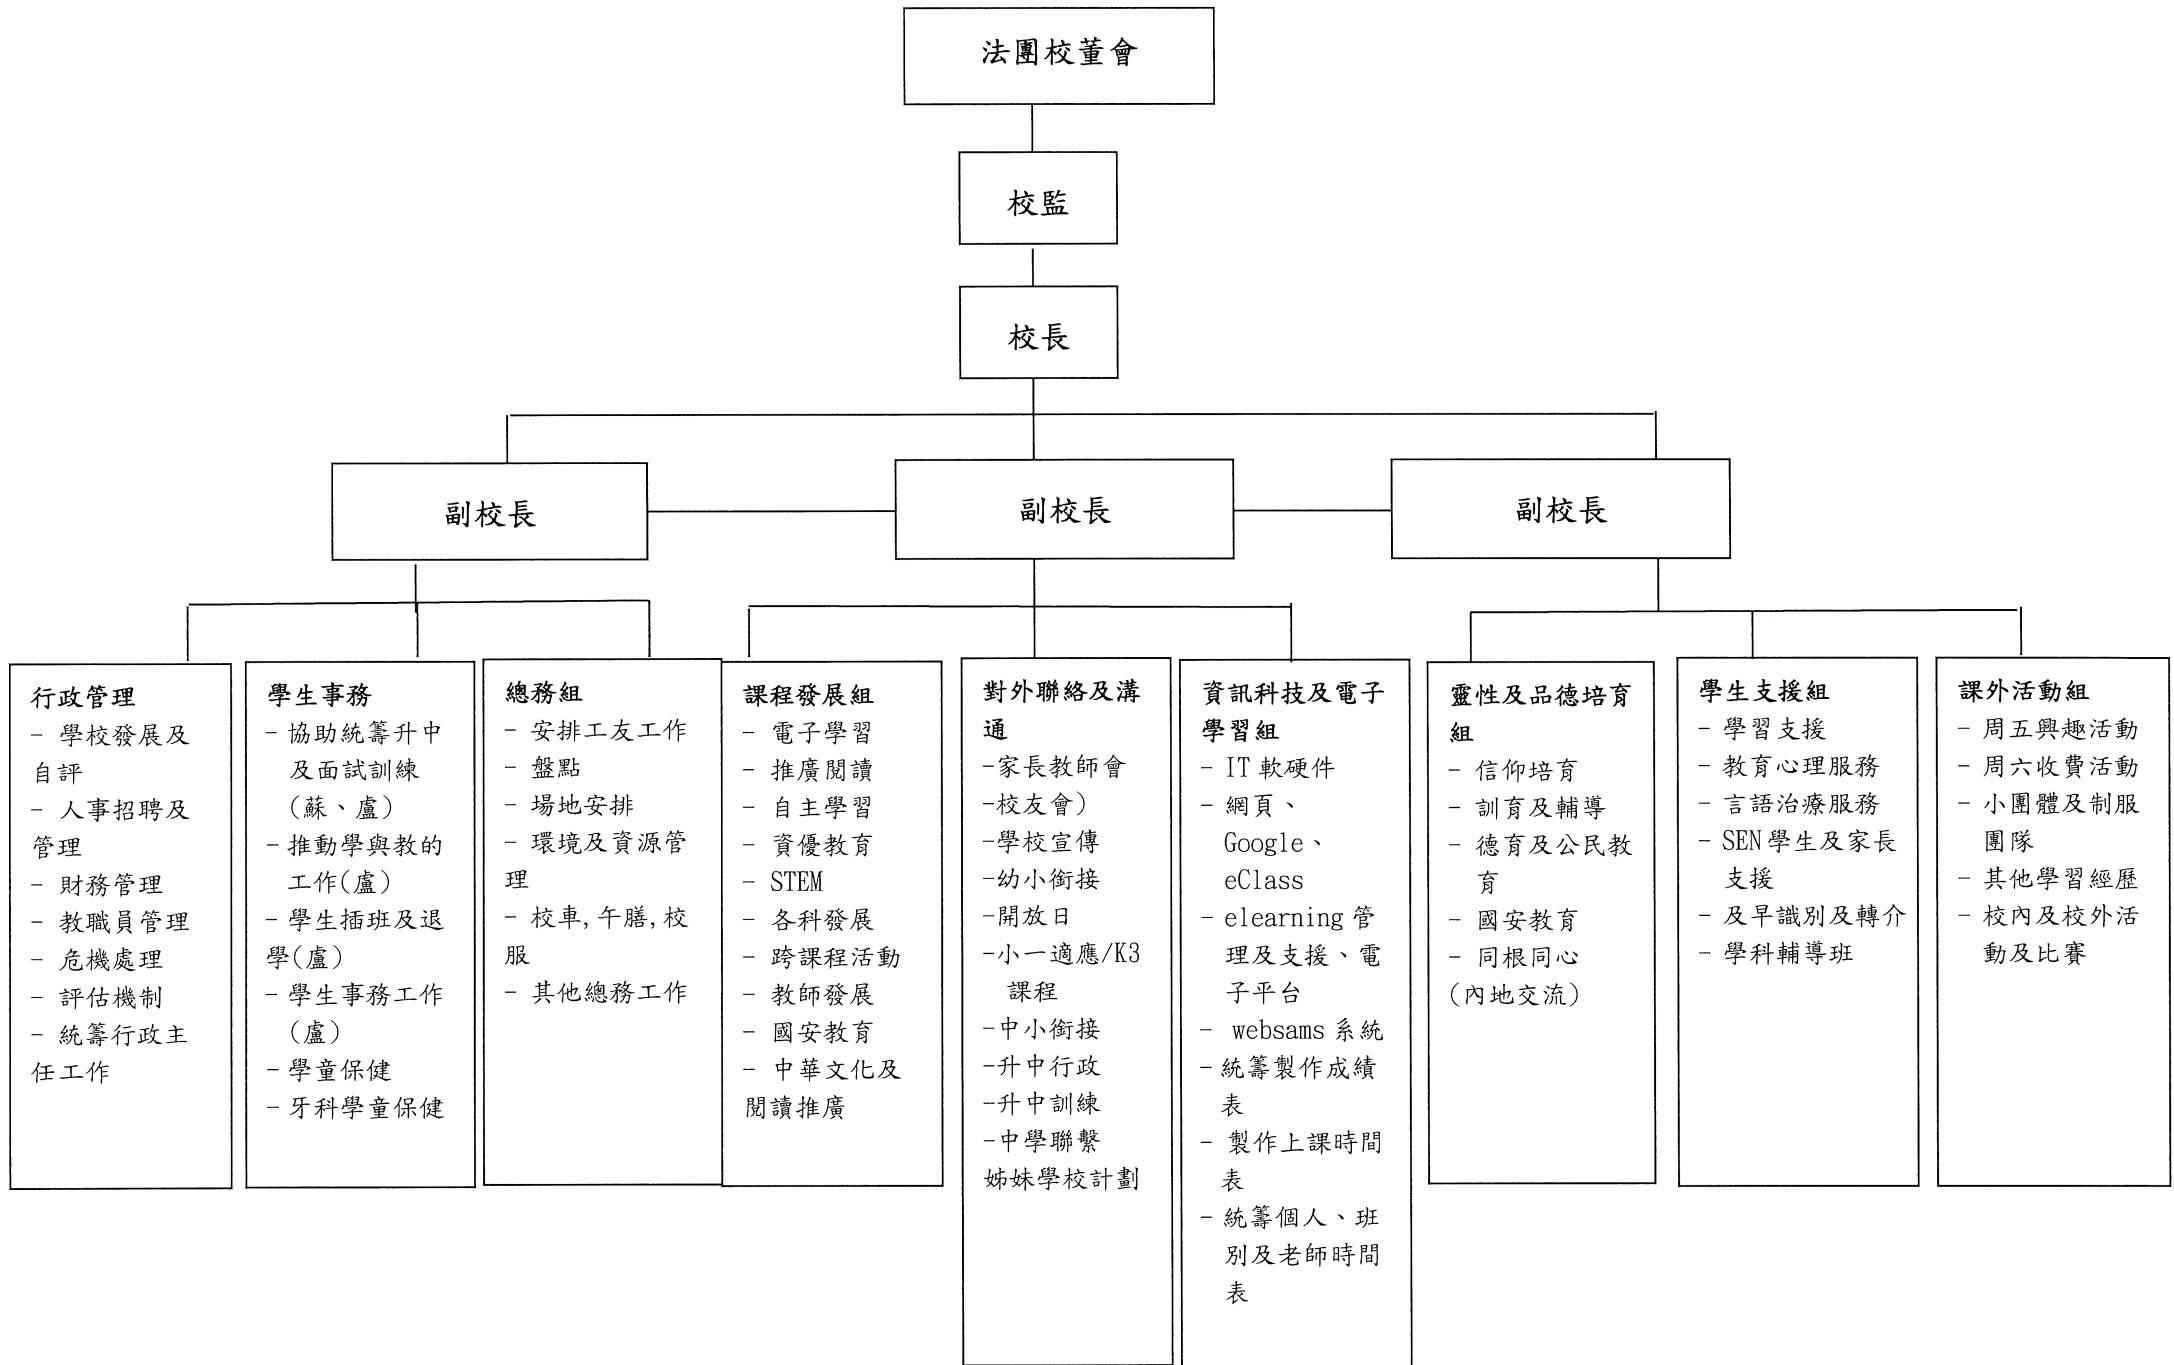 法團校董會
校監
校長
副校長
副校長
副校長
行政管理
- 學校發展及
自評
- 人事招聘及
管理
- 財務管理
- 教職員管理
- 危機處理
- 評估機制
- 統籌行政主
任工作
學生事務
- 協助統籌升中
及面試訓練
(蘇、盧)
- 推動學與教的
工作(盧)
- 學生插班及退
學(盧)
- 學生事務工作
(盧)
- 學童保健
- 牙科學童保健
總務組
- 安排工友工作
- 盤點
- 場地安排
- 環境及資源管
理
- 校車,午膳,校
服
- 其他總務工作
課程發展組
- 電子學習
- 推廣閱讀
- 自主學習
- 資優教育
- STEM
- 各科發展
- 跨課程活動
- 教師發展
- 國安教育
- 中華文化及
閱讀推廣
對外聯絡及溝
通
-家長教師會
-校友會)
-學校宣傳
-幼小銜接
-開放日
-小一適應/K3
課程
-中小銜接
-升中行政
-升中訓練
-中學聯繫
姊妹學校計劃
資訊科技及電子
學習組
- IT 軟硬件
- 網頁、
Google、
eClass
- elearning 管
理及支援、電
子平台
- websams 系統
- 統籌製作成績
表
- 製作上課時間
表
- 統籌個人、班
別及老師時間
表
靈性及品德培育
組
- 信仰培育
- 訓育及輔導
- 德育及公民教
育
- 國安教育
- 同根同心
(內地交流)
學生支援組
- 學習支援
- 教育心理服務
- 言語治療服務
- SEN 學生及家長
支援
- 及早識別及轉介
- 學科輔導班
課外活動組
- 周五興趣活動
- 周六收費活動
- 小團體及制服
團隊
- 其他學習經歷
- 校內及校外活
動及比賽